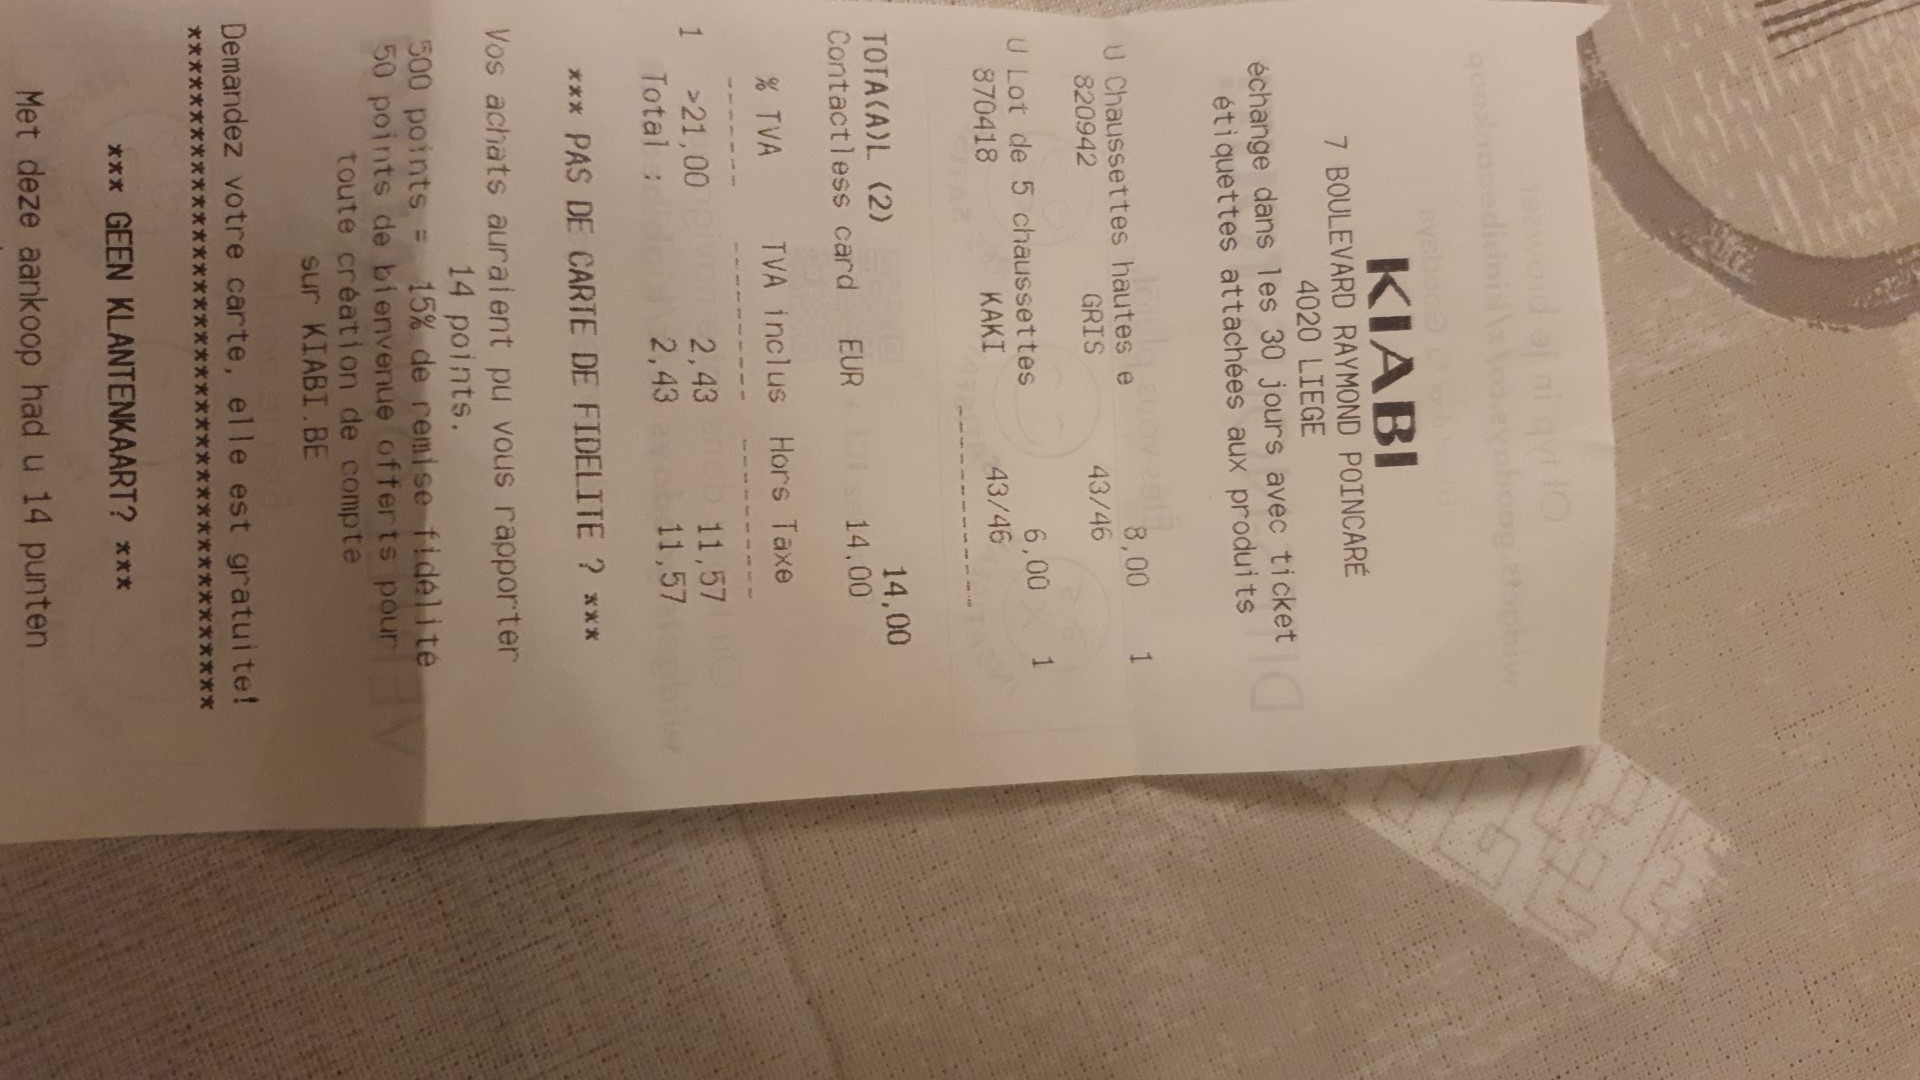 KIABI
7 BOULEVARD RAYMOND POINCARÉ
4020 LIEGE
échange dans les 30 jours avec ticket
étiquettes attachées aux produits
U Chaussettes hautes e 8,00 1
820942 GRIS 43/46
U Lot de 5 chaussettes 6,00 1
870418 KAKI 43/46
---------------
TOTA(A)L (2) 14,00
Contactless card EUR 14,00
% TVA TVA inclus Hors Taxe
------- ---------- ----------
1 >21,00 2,43 11,57
Total : 2,43 11,57
*** PAS DE CARTE DE FIDELITE ? ***
Vos achats auraient pu vous rapporter
14 points.
500 points = 15% de remise fidélité
50 points de bienvenue offerts pour
toute création de compte
sur KIABI.BE
Demandez votre carte, elle est gratuite!
****************************************
*** GEEN KLANTENKAART? ***
Met deze aankoop had u 14 punten